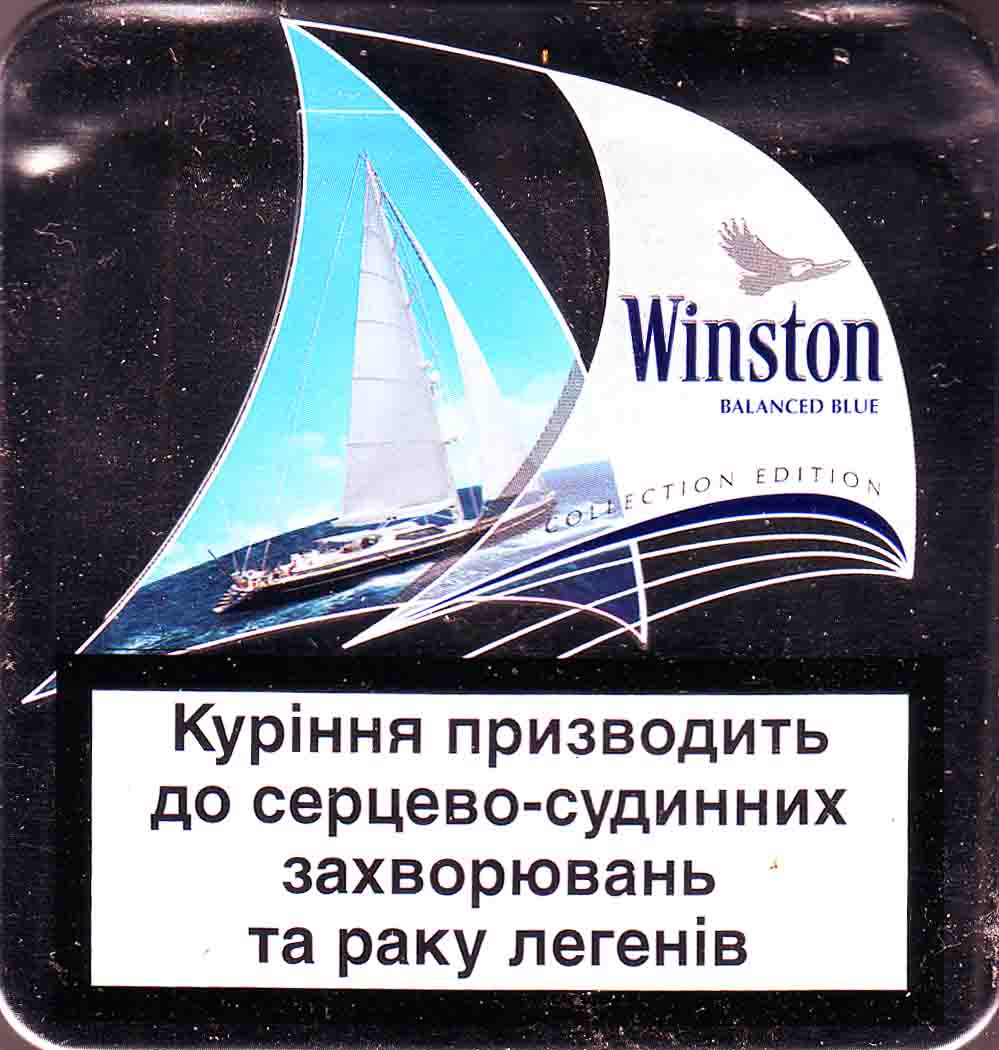 Winston
BALANCED BLUE
COLLECTION EDITION
Куріння призводить
до серцево-судинних
захворювань
та раку легенів